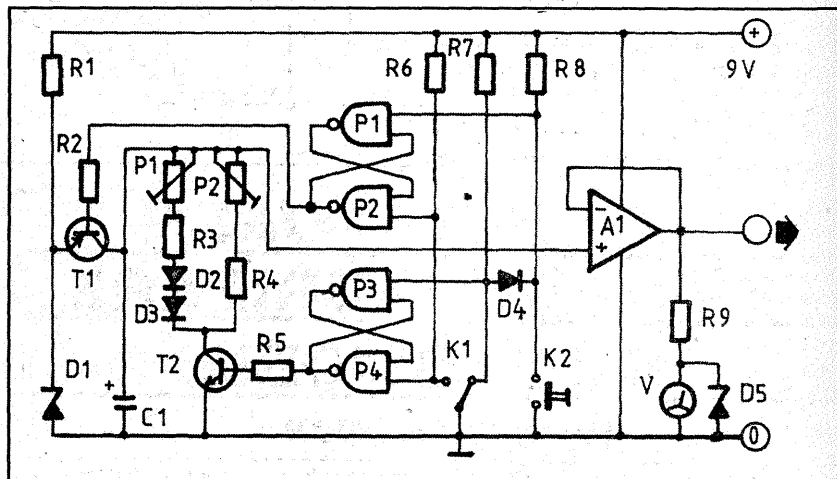 R1
R6
R7
R8
+
9V
P1
R2
P1
P2
P2
A1
-
+
T1
R3
D2
R4
D3
P3
D4
R9
T2
R5
P4
K1
K2
D1
+
C1
V
D5
0